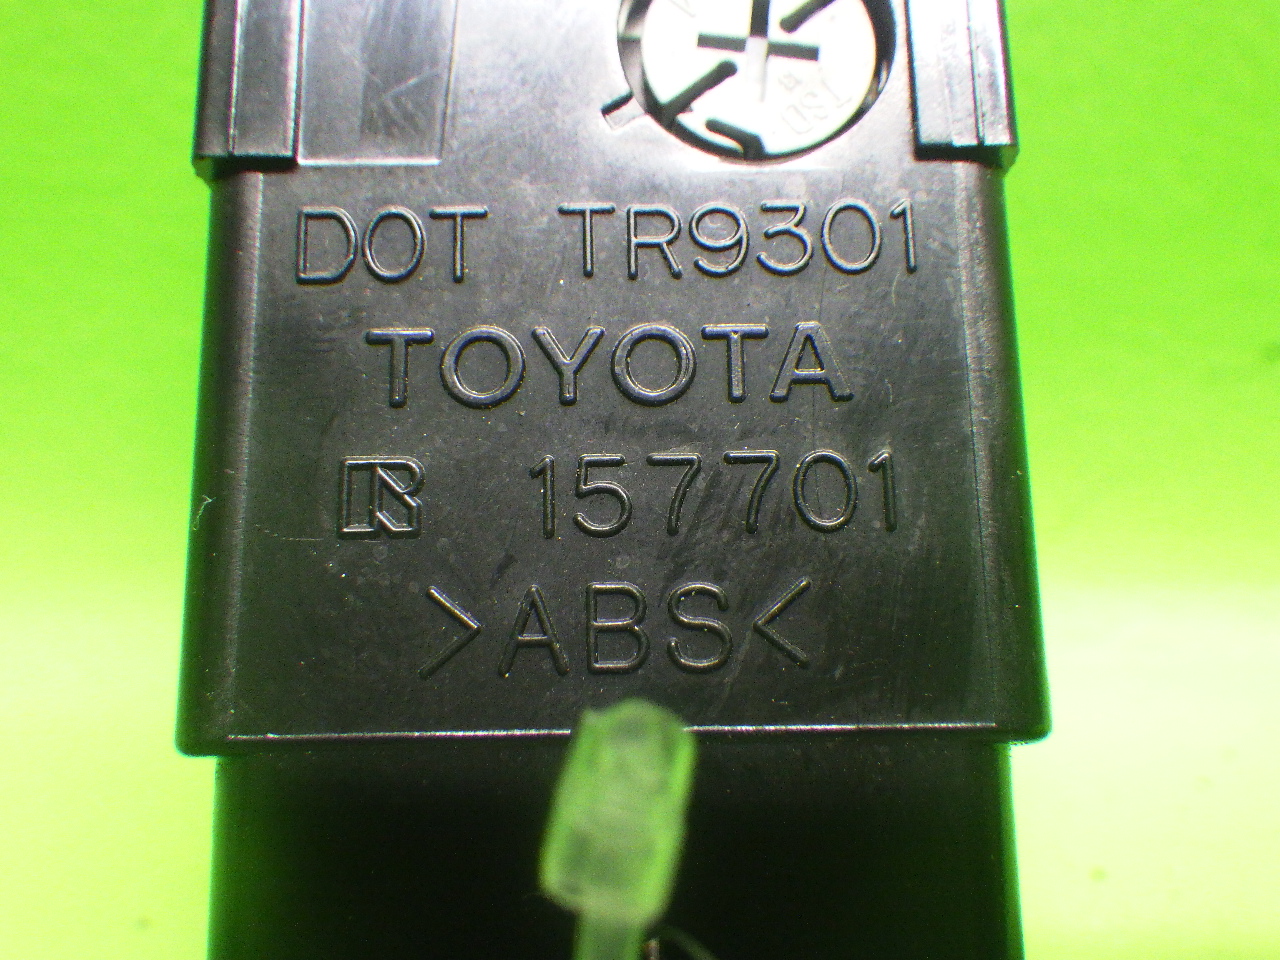 DOT TR9301
TOYOTA
R 157701
>ABS<